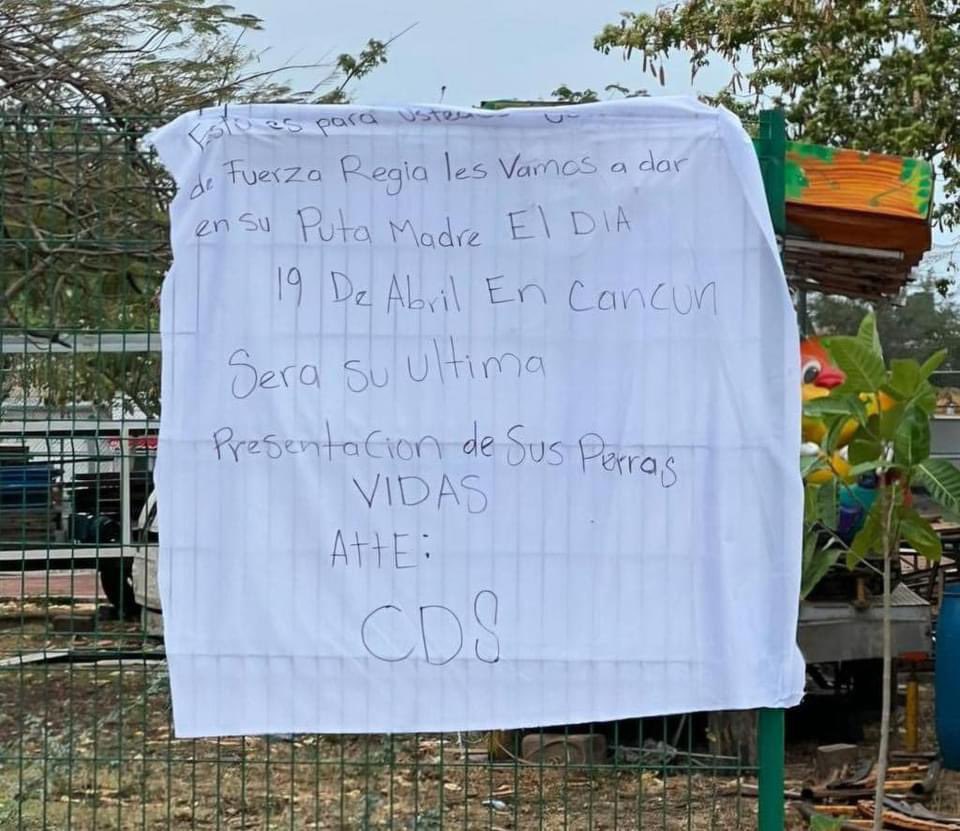 Esto es para ustedes
de Fuerza Regia les Vamos a dar
en su Puta Madre El DIA
19 De Abril En Cancun
Sera su ultima
Presentacion de Sus Perras
VIDAS
AttE:
CDS